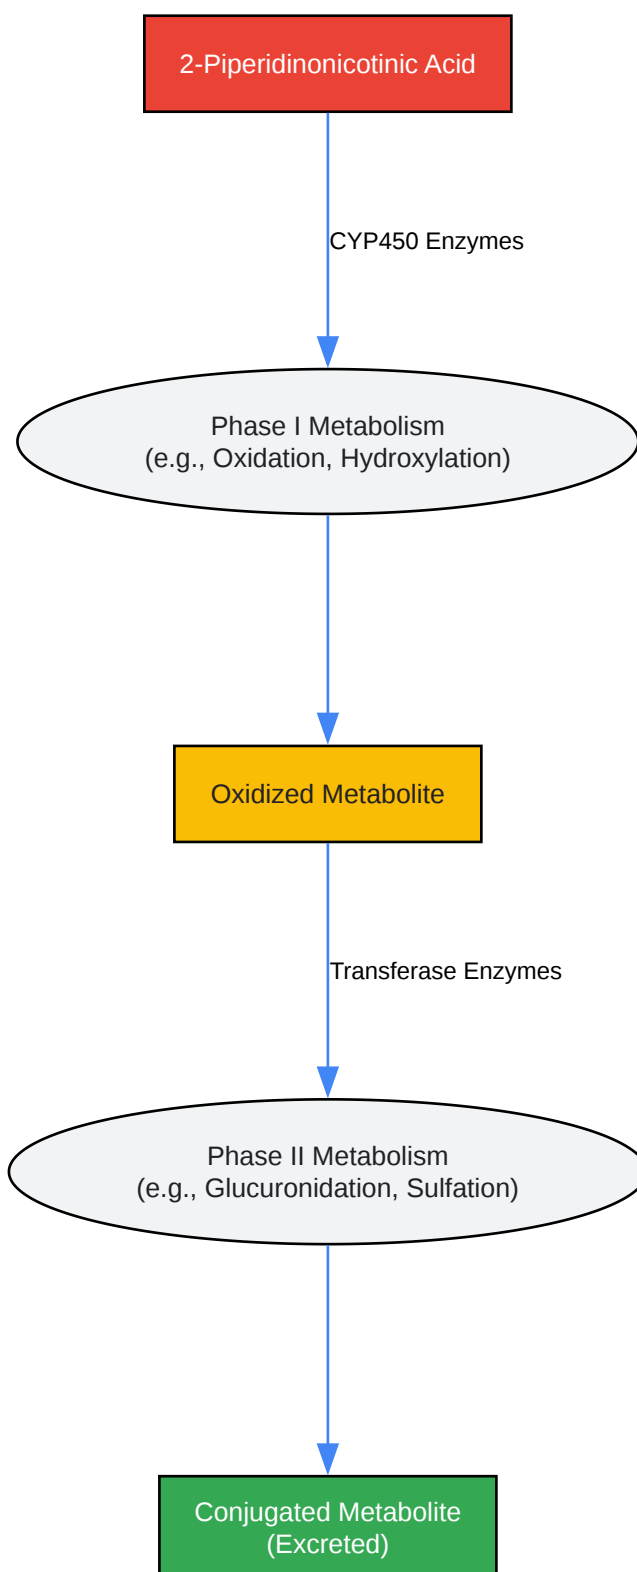 2-Piperidinonicotinic Acid
CYP450 Enzymes
Phase I Metabolism
(e.g., Oxidation, Hydroxylation)
Oxidized Metabolite
Transferase Enzymes
Phase II Metabolism
(e.g., Glucuronidation, Sulfation)
Conjugated Metabolite
(Excreted)